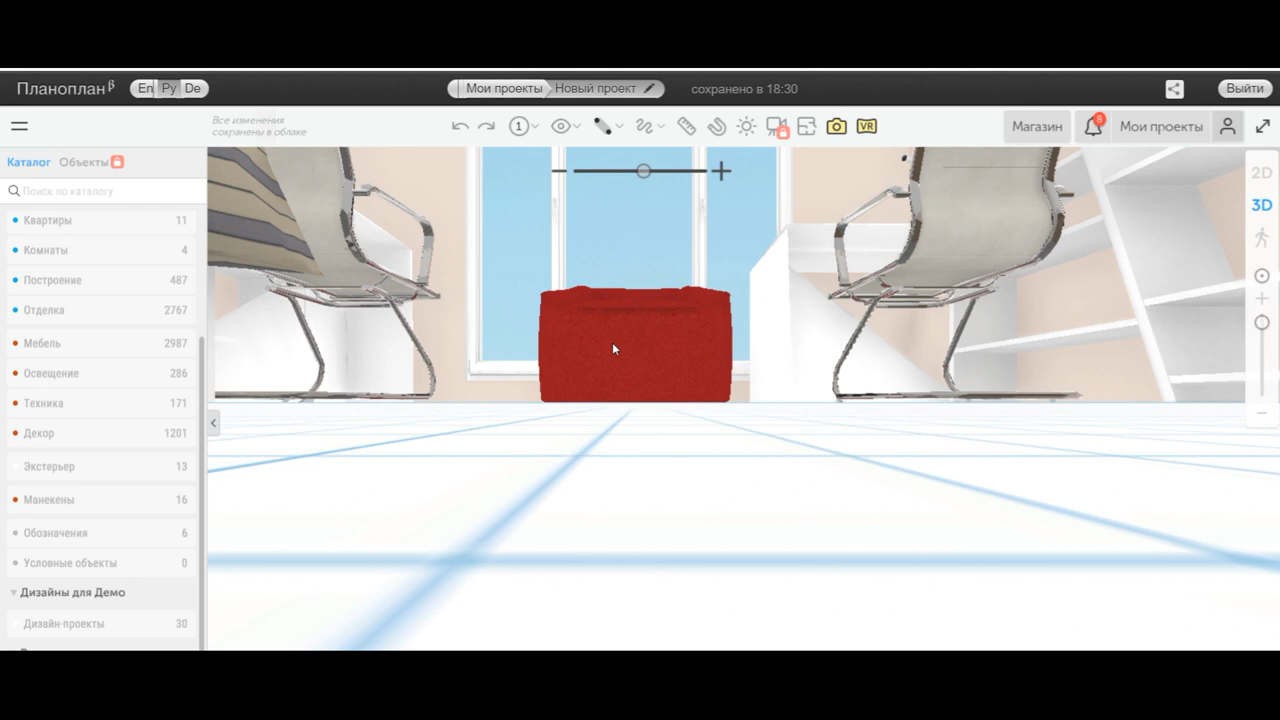 Планоплан β
En Ру De
Мои проекты Новый проект
сохранено в 18:30
Выйти
Все изменения
сохранены в облаке
1
Магазин
8
Мои проекты
VR
Каталог Объекты
Поиск по каталогу
Квартиры 11
Комнаты 4
Построение 487
Отделка 2767
Мебель 2987
Освещение 286
Техника 171
Декор 1201
Экстерьер 13
Манекены 16
Обозначения 6
Условные объекты 0
Дизайны для Демо
Дизайн-проекты 30
2D
3D